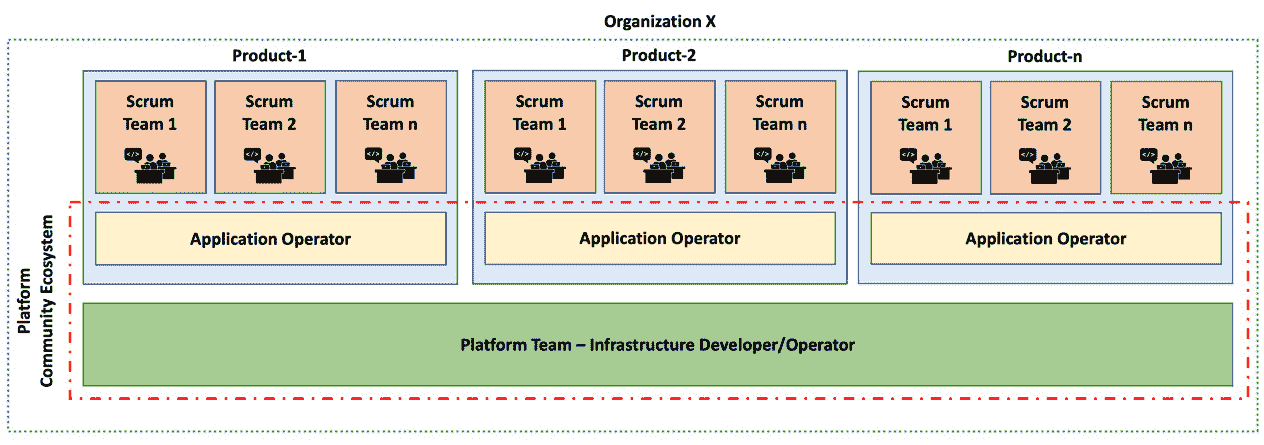 Organization X
Product-1
Product-2
Product-n
Scrum
Team 1
Scrum
Team 2
Scrum
Team n
Scrum
Team 1
Scrum
Team 2
Scrum
Team n
Scrum
Team 1
Scrum
Team 2
Scrum
Team n
</>
</>
</>
</>
</>
</>
</>
</>
</>
Application Operator
Application Operator
Application Operator
Platform
Community Ecosystem
Platform Team – Infrastructure Developer/Operator